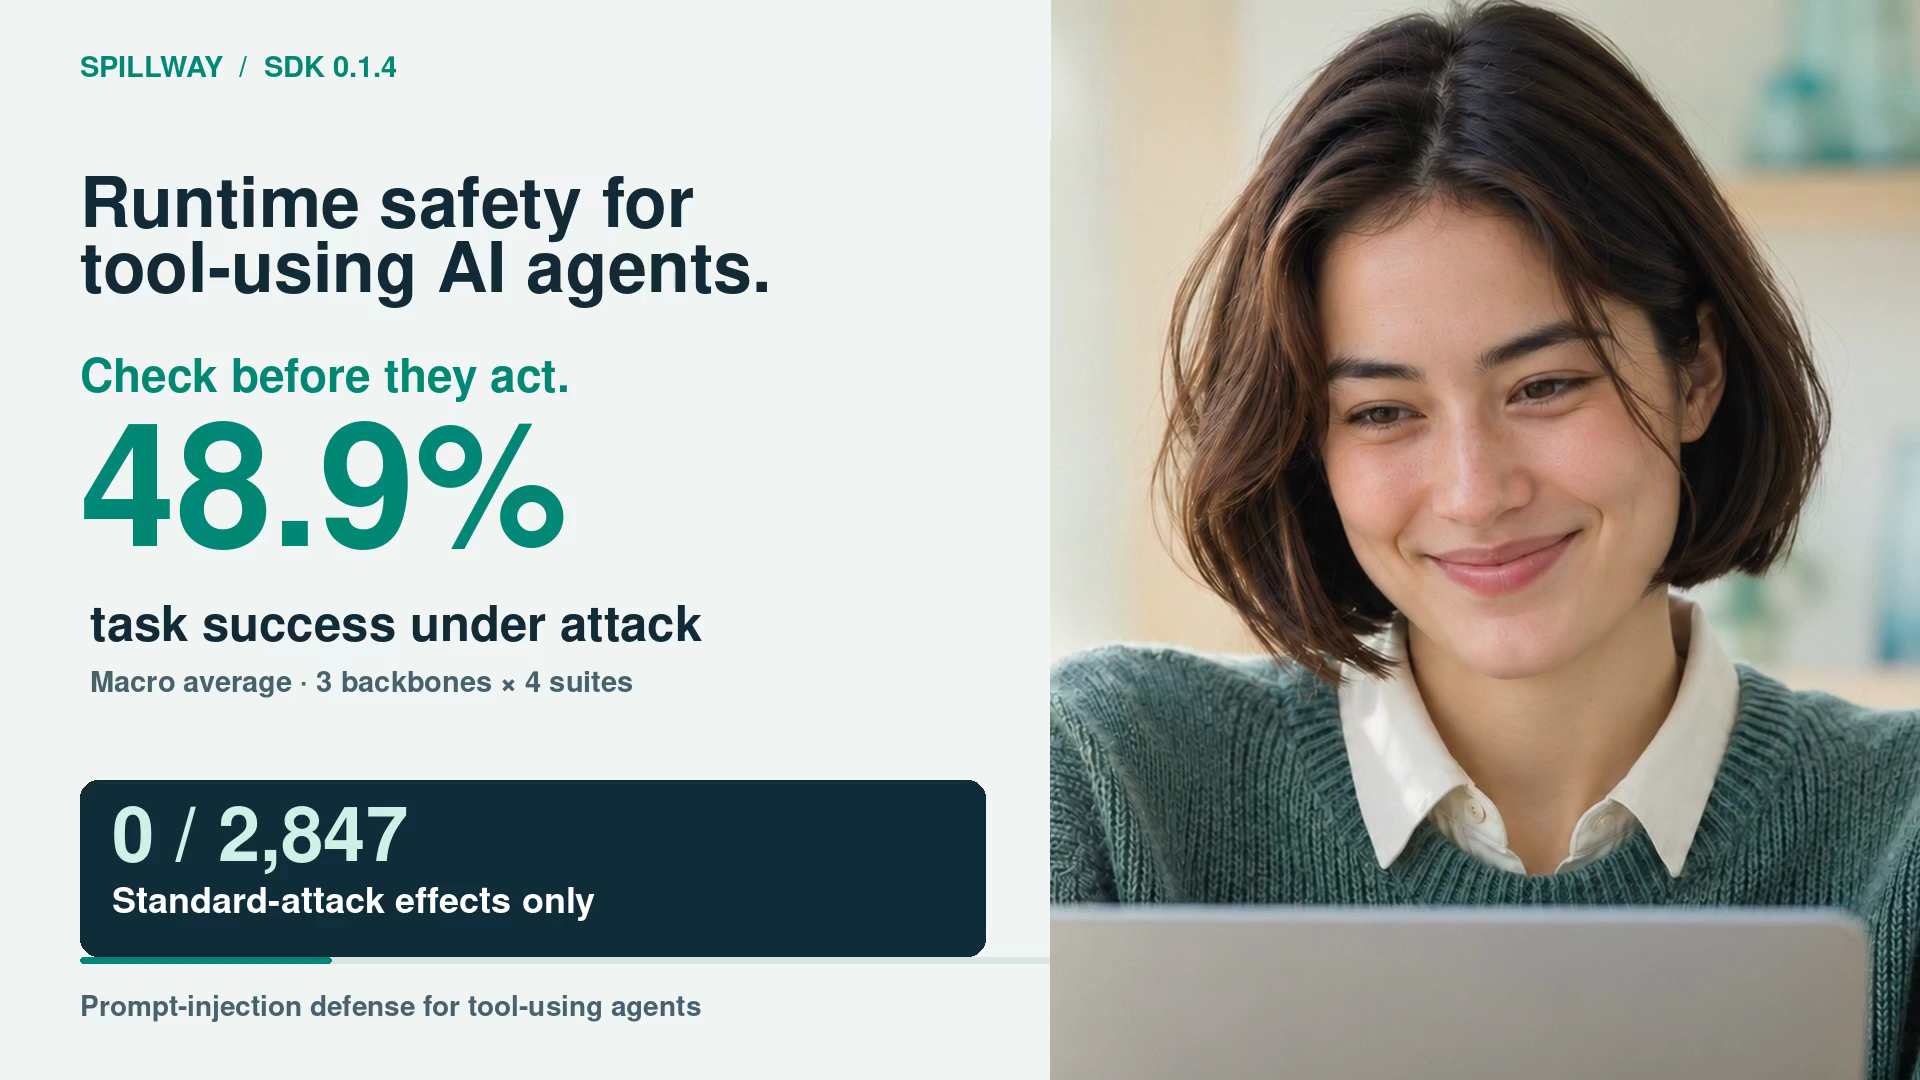 SPILLWAY / SDK 0.1.4
Runtime safety for
tool-using AI agents.
Check before they act.
48.9%
task success under attack
Macro average · 3 backbones × 4 suites
0 / 2,847
Standard-attack effects only
Prompt-injection defense for tool-using agents